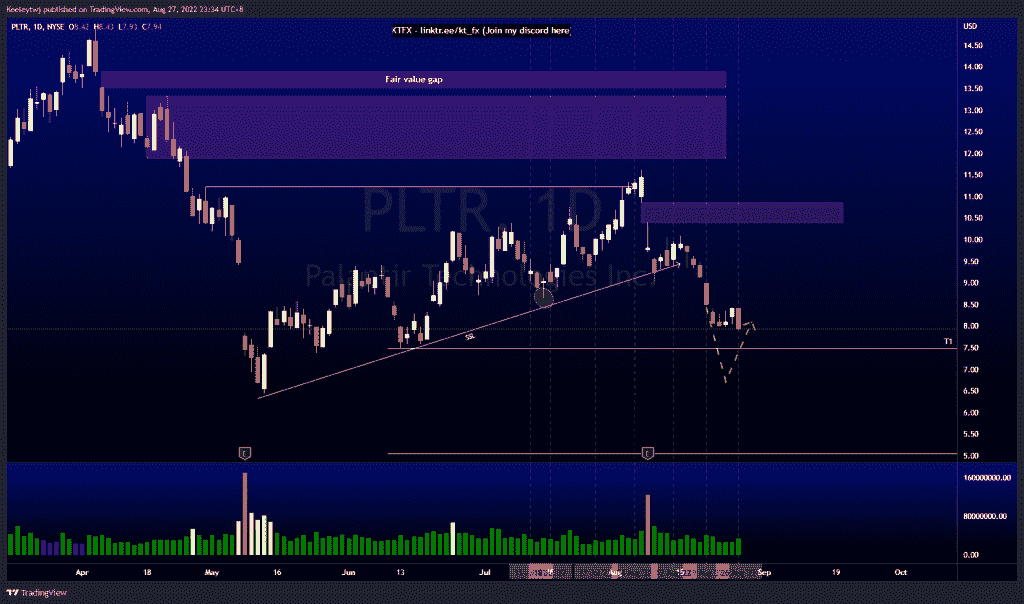 Keeleytwj published on TradingView.com, Aug 27, 2022 23:34 UTC+8
PLTR, 1D, NYSE O8.42 H8.43 L7.93 C7.94
KTFX - linktr.ee/kt_fx (Join my discord here)
USD
Fair value gap
PLTR, 1D
Palantir Technologies Inc.
SSL
T1
14.50
14.00
13.50
13.00
12.50
12.00
11.50
11.00
10.50
10.00
9.50
9.00
8.50
8.00
7.50
7.00
6.50
6.00
5.50
5.00
E
E
160000000.00
80000000.00
0.00
Apr 18 May 16 Jun 13 Jul Aug Sep 19 Oct
TradingView